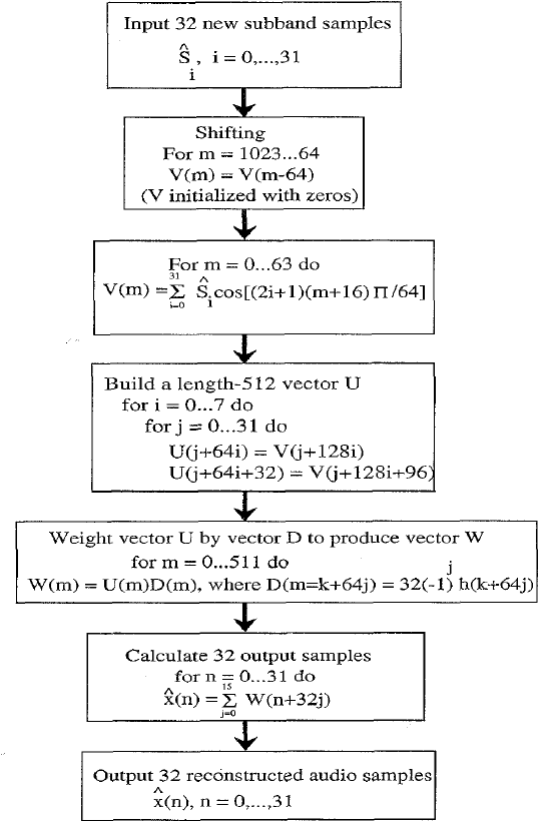 Input 32 new subband samples
Ŝ , i = 0,...,31
i
Shifting
For m = 1023...64
V(m) = V(m-64)
(V initialized with zeros)
For m = 0...63 do
31
V(m) = Σ Ŝ cos[(2i+1)(m+16) Π /64]
i=0 i
Build a length-512 vector U
for i = 0...7 do
for j = 0...31 do
U(j+64i) = V(j+128i)
U(j+64i+32) = V(j+128i+96)
Weight vector U by vector D to produce vector W
for m = 0...511 do
j
W(m) = U(m)D(m), where D(m=k+64j) = 32(-1) h(k+64j)
Calculate 32 output samples
for n = 0...31 do
15
x̂(n) = Σ W(n+32j)
j=0
Output 32 reconstructed audio samples
x̂(n), n = 0,...,31